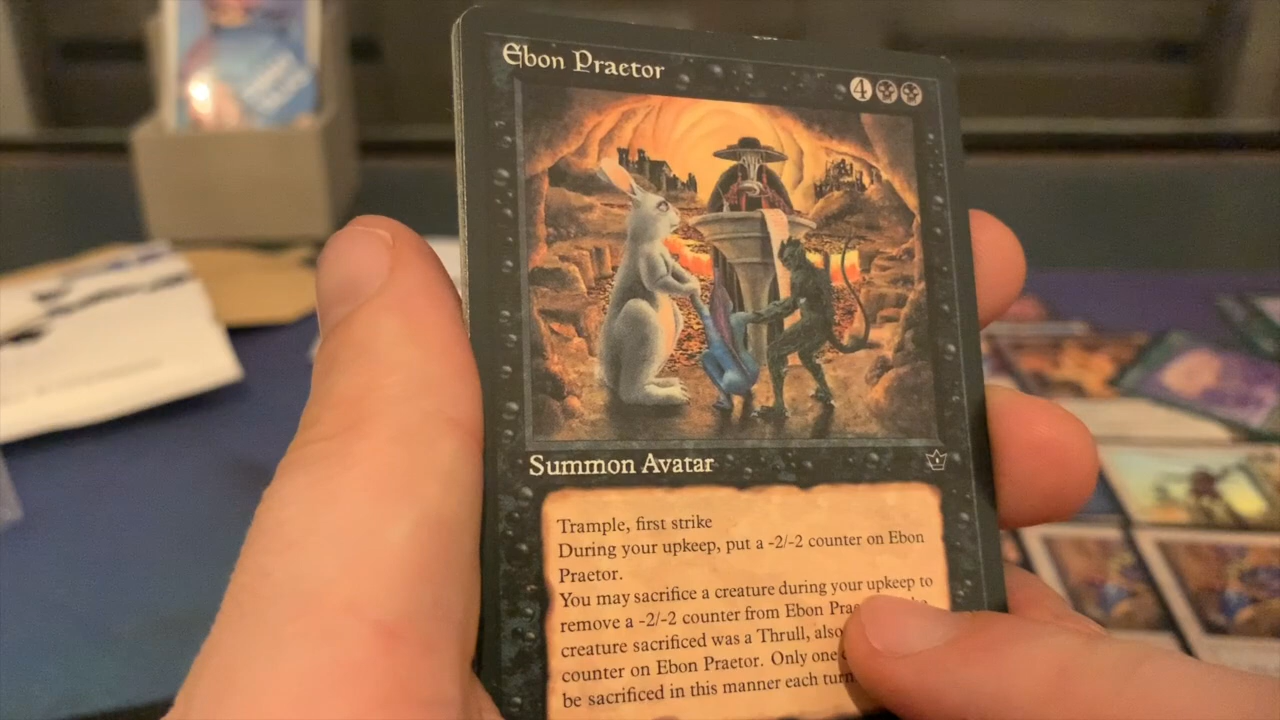 Ebon Praetor
4
Summon Avatar
Trample, first strike
During your upkeep, put a -2/-2 counter on Ebon
Praetor.
You may sacrifice a creature during your upkeep to
remove a -2/-2 counter from Ebon
creature sacrificed was a Thrull, also
counter on Ebon Praetor. Only one
be sacrificed in this manner each turn